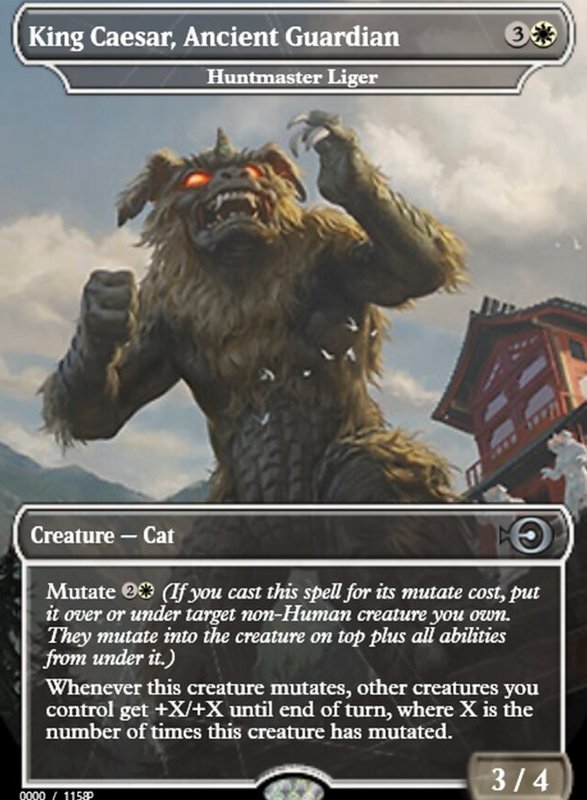 King Caesar, Ancient Guardian 3
Huntmaster Liger
Creature — Cat
Mutate 2 (If you cast this spell for its mutate cost, put
it over or under target non-Human creature you own.
They mutate into the creature on top plus all abilities
from under it.)
Whenever this creature mutates, other creatures you
control get +X/+X until end of turn, where X is the
number of times this creature has mutated.
3/4
0000 / 1158P